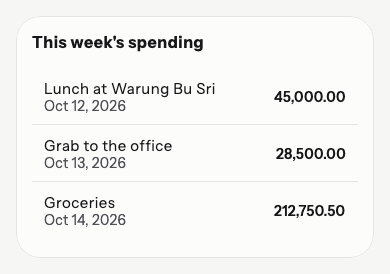 This week's spending
Lunch at Warung Bu Sri
Oct 12, 2026
45,000.00
Grab to the office
Oct 13, 2026
28,500.00
Groceries
Oct 14, 2026
212,750.50